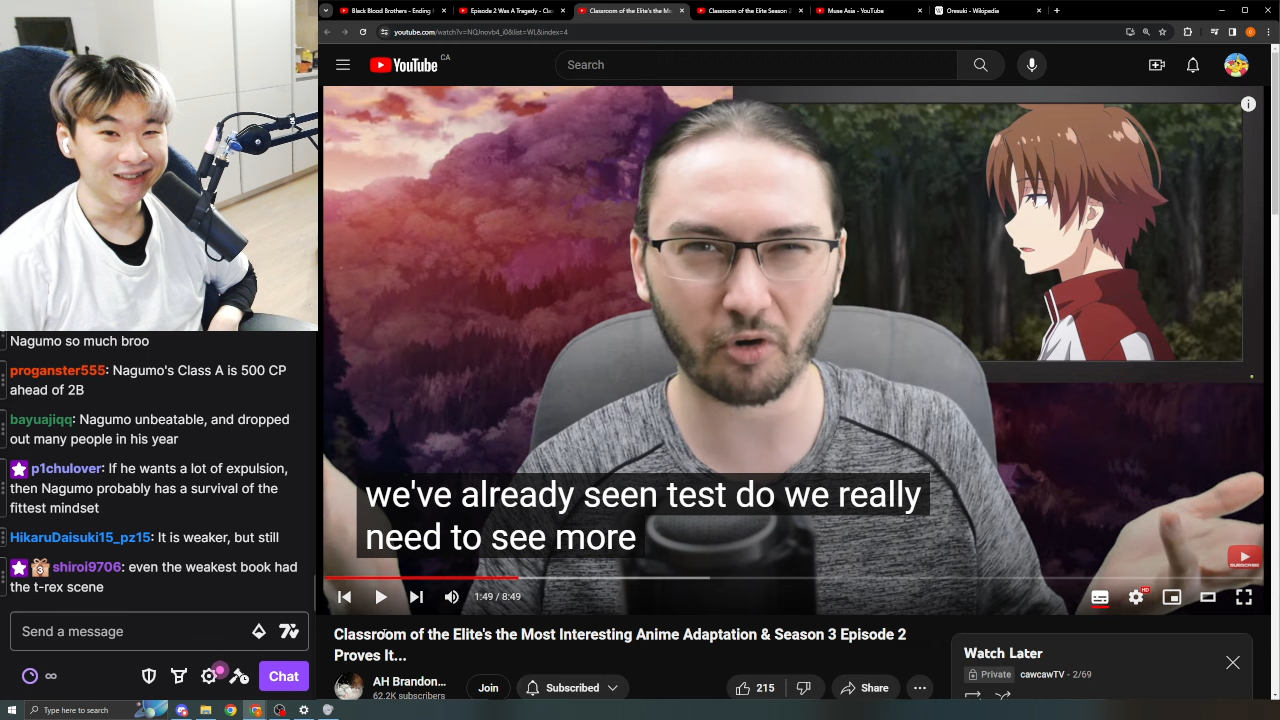 Black Blood Brothers - Ending
Episode 2 Was A Tragedy - Cla
Classroom of the Elite's the Mo
Classroom of the Elite Season 2
Muse Asia - YouTube
Oresuki - Wikipedia
youtube.com/watch?v=NQJnovb4_i0&list=WL&index=4
YouTube CA
Search
we've already seen test do we really
need to see more
SUBSCRIBE
1:49 / 8:49
HD
Classroom of the Elite's the Most Interesting Anime Adaptation & Season 3 Episode 2
Proves It...
AH Brandon...
62.2K subscribers
Join
Subscribed
215
Share
Watch Later
Private
cawcawTV - 2/69
Nagumo so much broo
proganster555: Nagumo's Class A is 500 CP
ahead of 2B
bayuajiqq: Nagumo unbeatable, and dropped
out many people in his year
p1chulover: If he wants a lot of expulsion,
then Nagumo probably has a survival of the
fittest mindset
HikaruDaisuki15_pz15: It is weaker, but still
3 shiroi9706: even the weakest book had
the t-rex scene
Send a message
∞
Chat
Type here to search